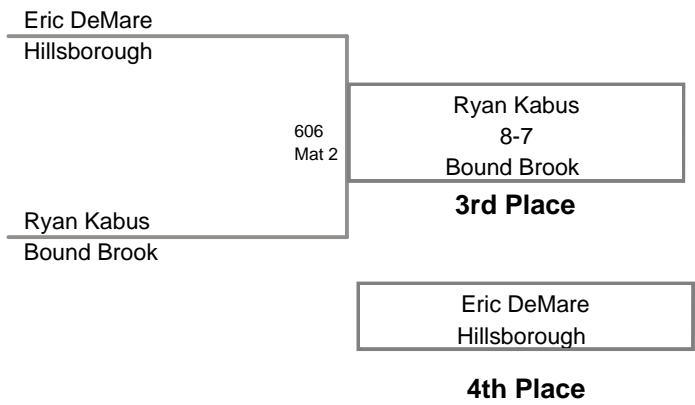 Eric DeMare
Hillsborough
606
Mat 2
Ryan Kabus
8-7
Bound Brook
3rd Place
Ryan Kabus
Bound Brook
Eric DeMare
Hillsborough
4th Place